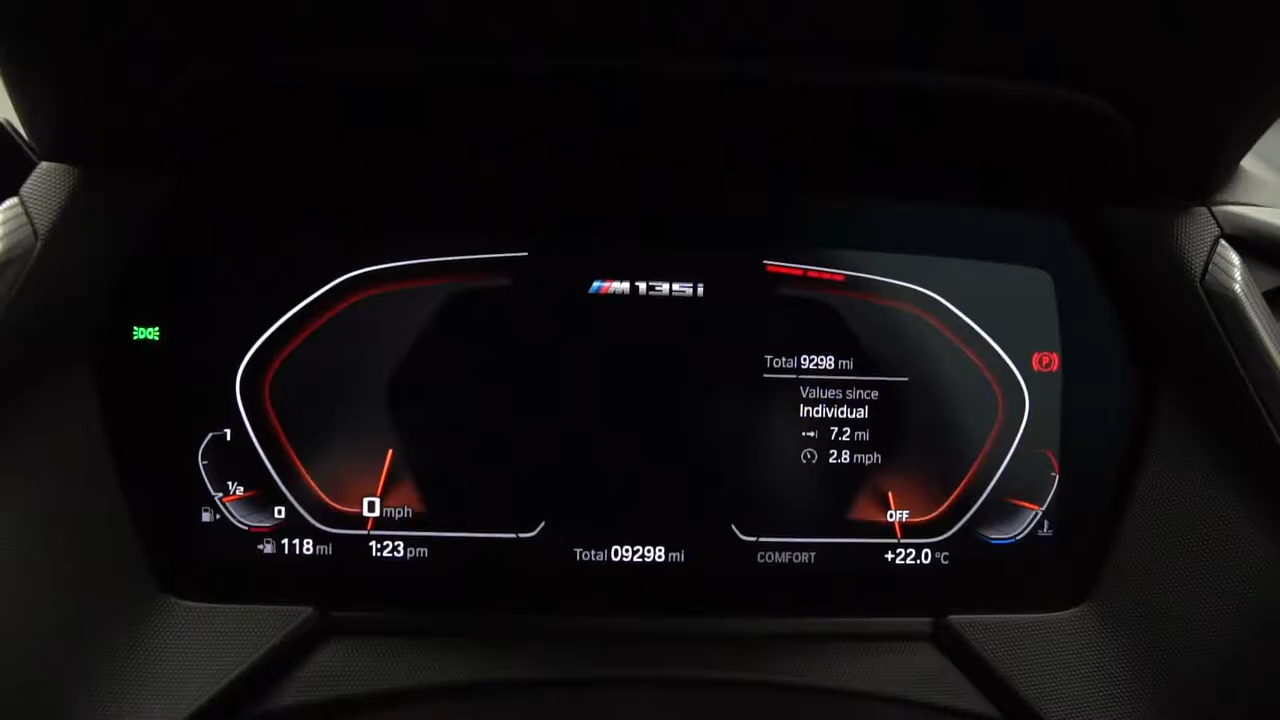 M135i
Total 9298 mi
Values since
Individual
7.2 mi
2.8 mph
P
1
1/2
0
0 mph
OFF
118 mi
1:23 pm
Total 09298 mi
COMFORT
+22.0 °C